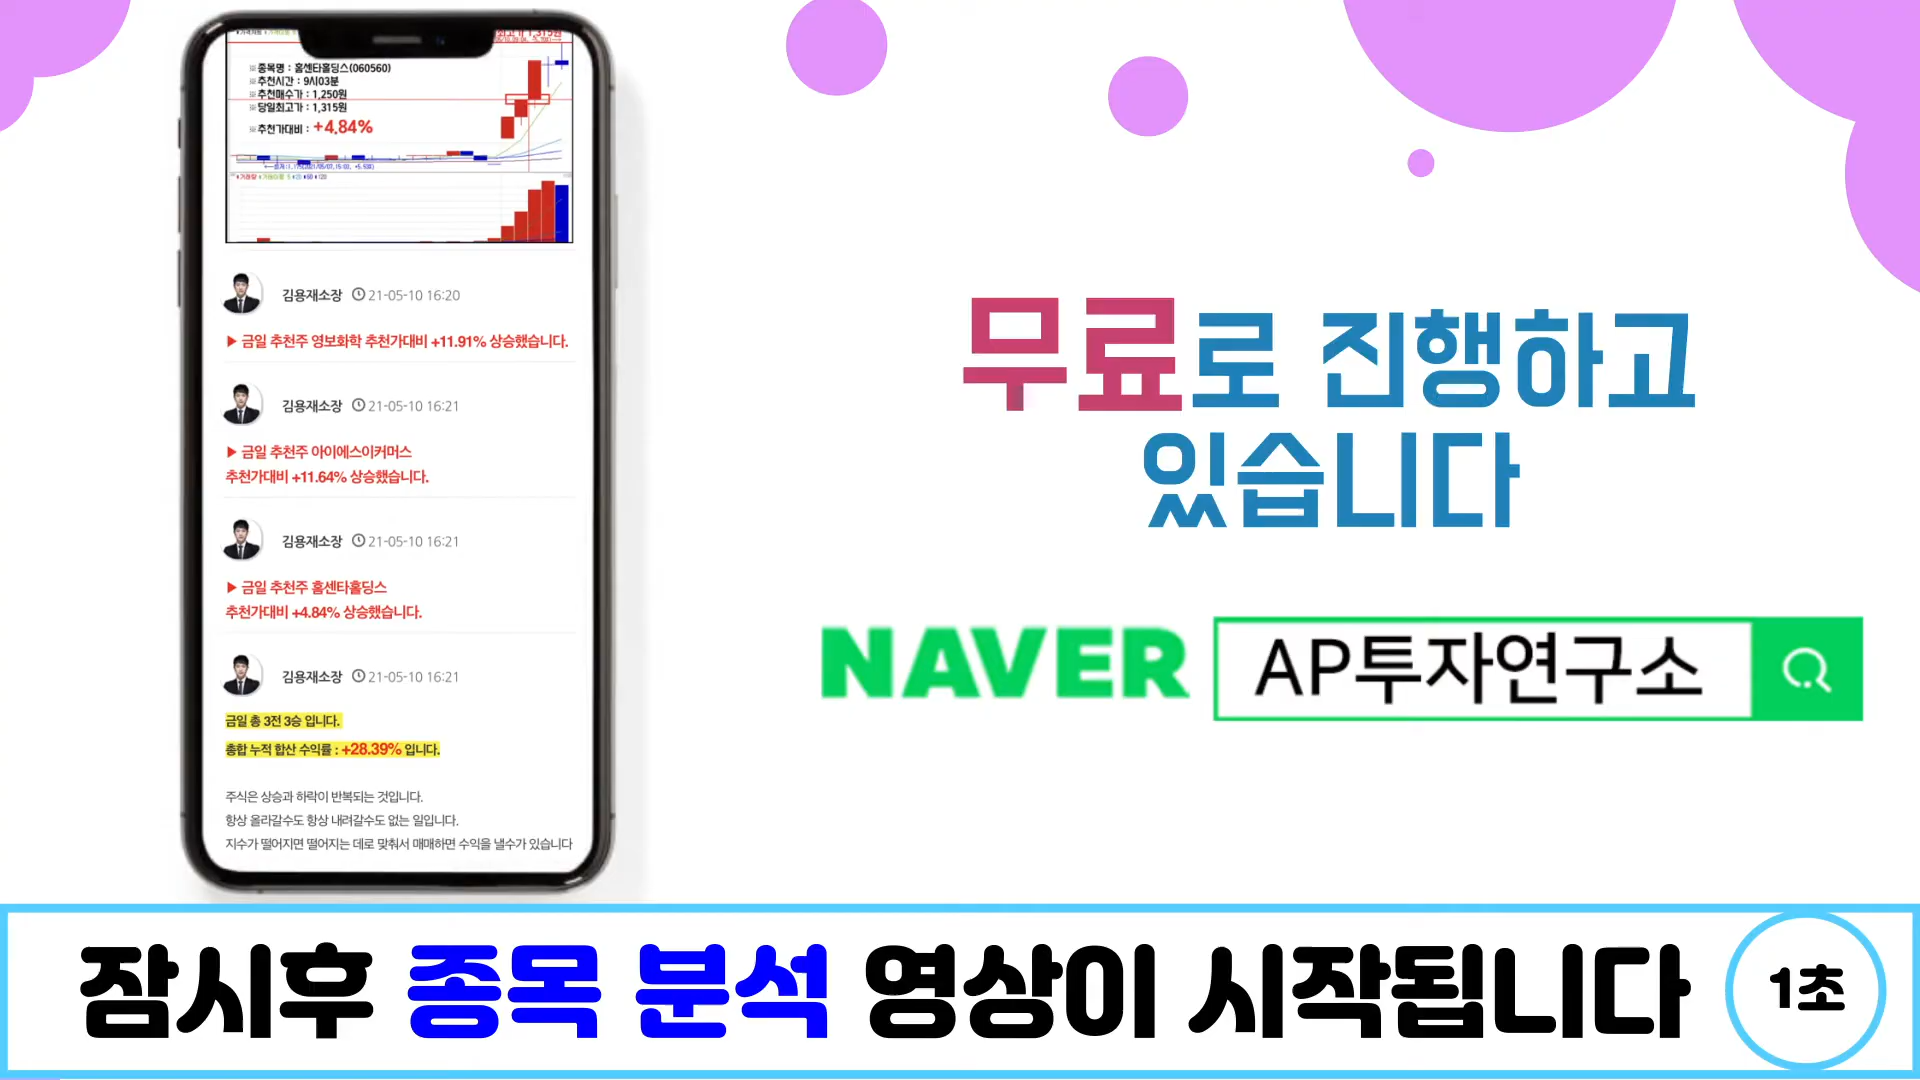 ※종목명 : 홈센타홀딩스(060560)
※추천시간 : 9시03분
※추천매수가 : 1,250원
※당일최고가 : 1,315원
※추천가대비 : +4.84%
김용재소장 21-05-10 16:20
▶ 금일 추천주 영보화학 추천가대비 +11.91% 상승했습니다.
김용재소장 21-05-10 16:21
▶ 금일 추천주 아이에스이커머스
추천가대비 +11.64% 상승했습니다.
김용재소장 21-05-10 16:21
▶ 금일 추천주 홈센타홀딩스
추천가대비 +4.84% 상승했습니다.
김용재소장 21-05-10 16:21
금일 총 3전 3승 입니다.
총합 누적 합산 수익률 : +28.39% 입니다.
주식은 상승과 하락이 반복되는 것입니다.
항상 올라갈수도 항상 내려갈수도 없는 일입니다.
지수가 떨어지면 떨어지는 데로 맞춰서 매매하면 수익을 낼수가 있습니다
무료로 진행하고
있습니다
NAVER AP투자연구소
잠시후 종목 분석 영상이 시작됩니다 1초